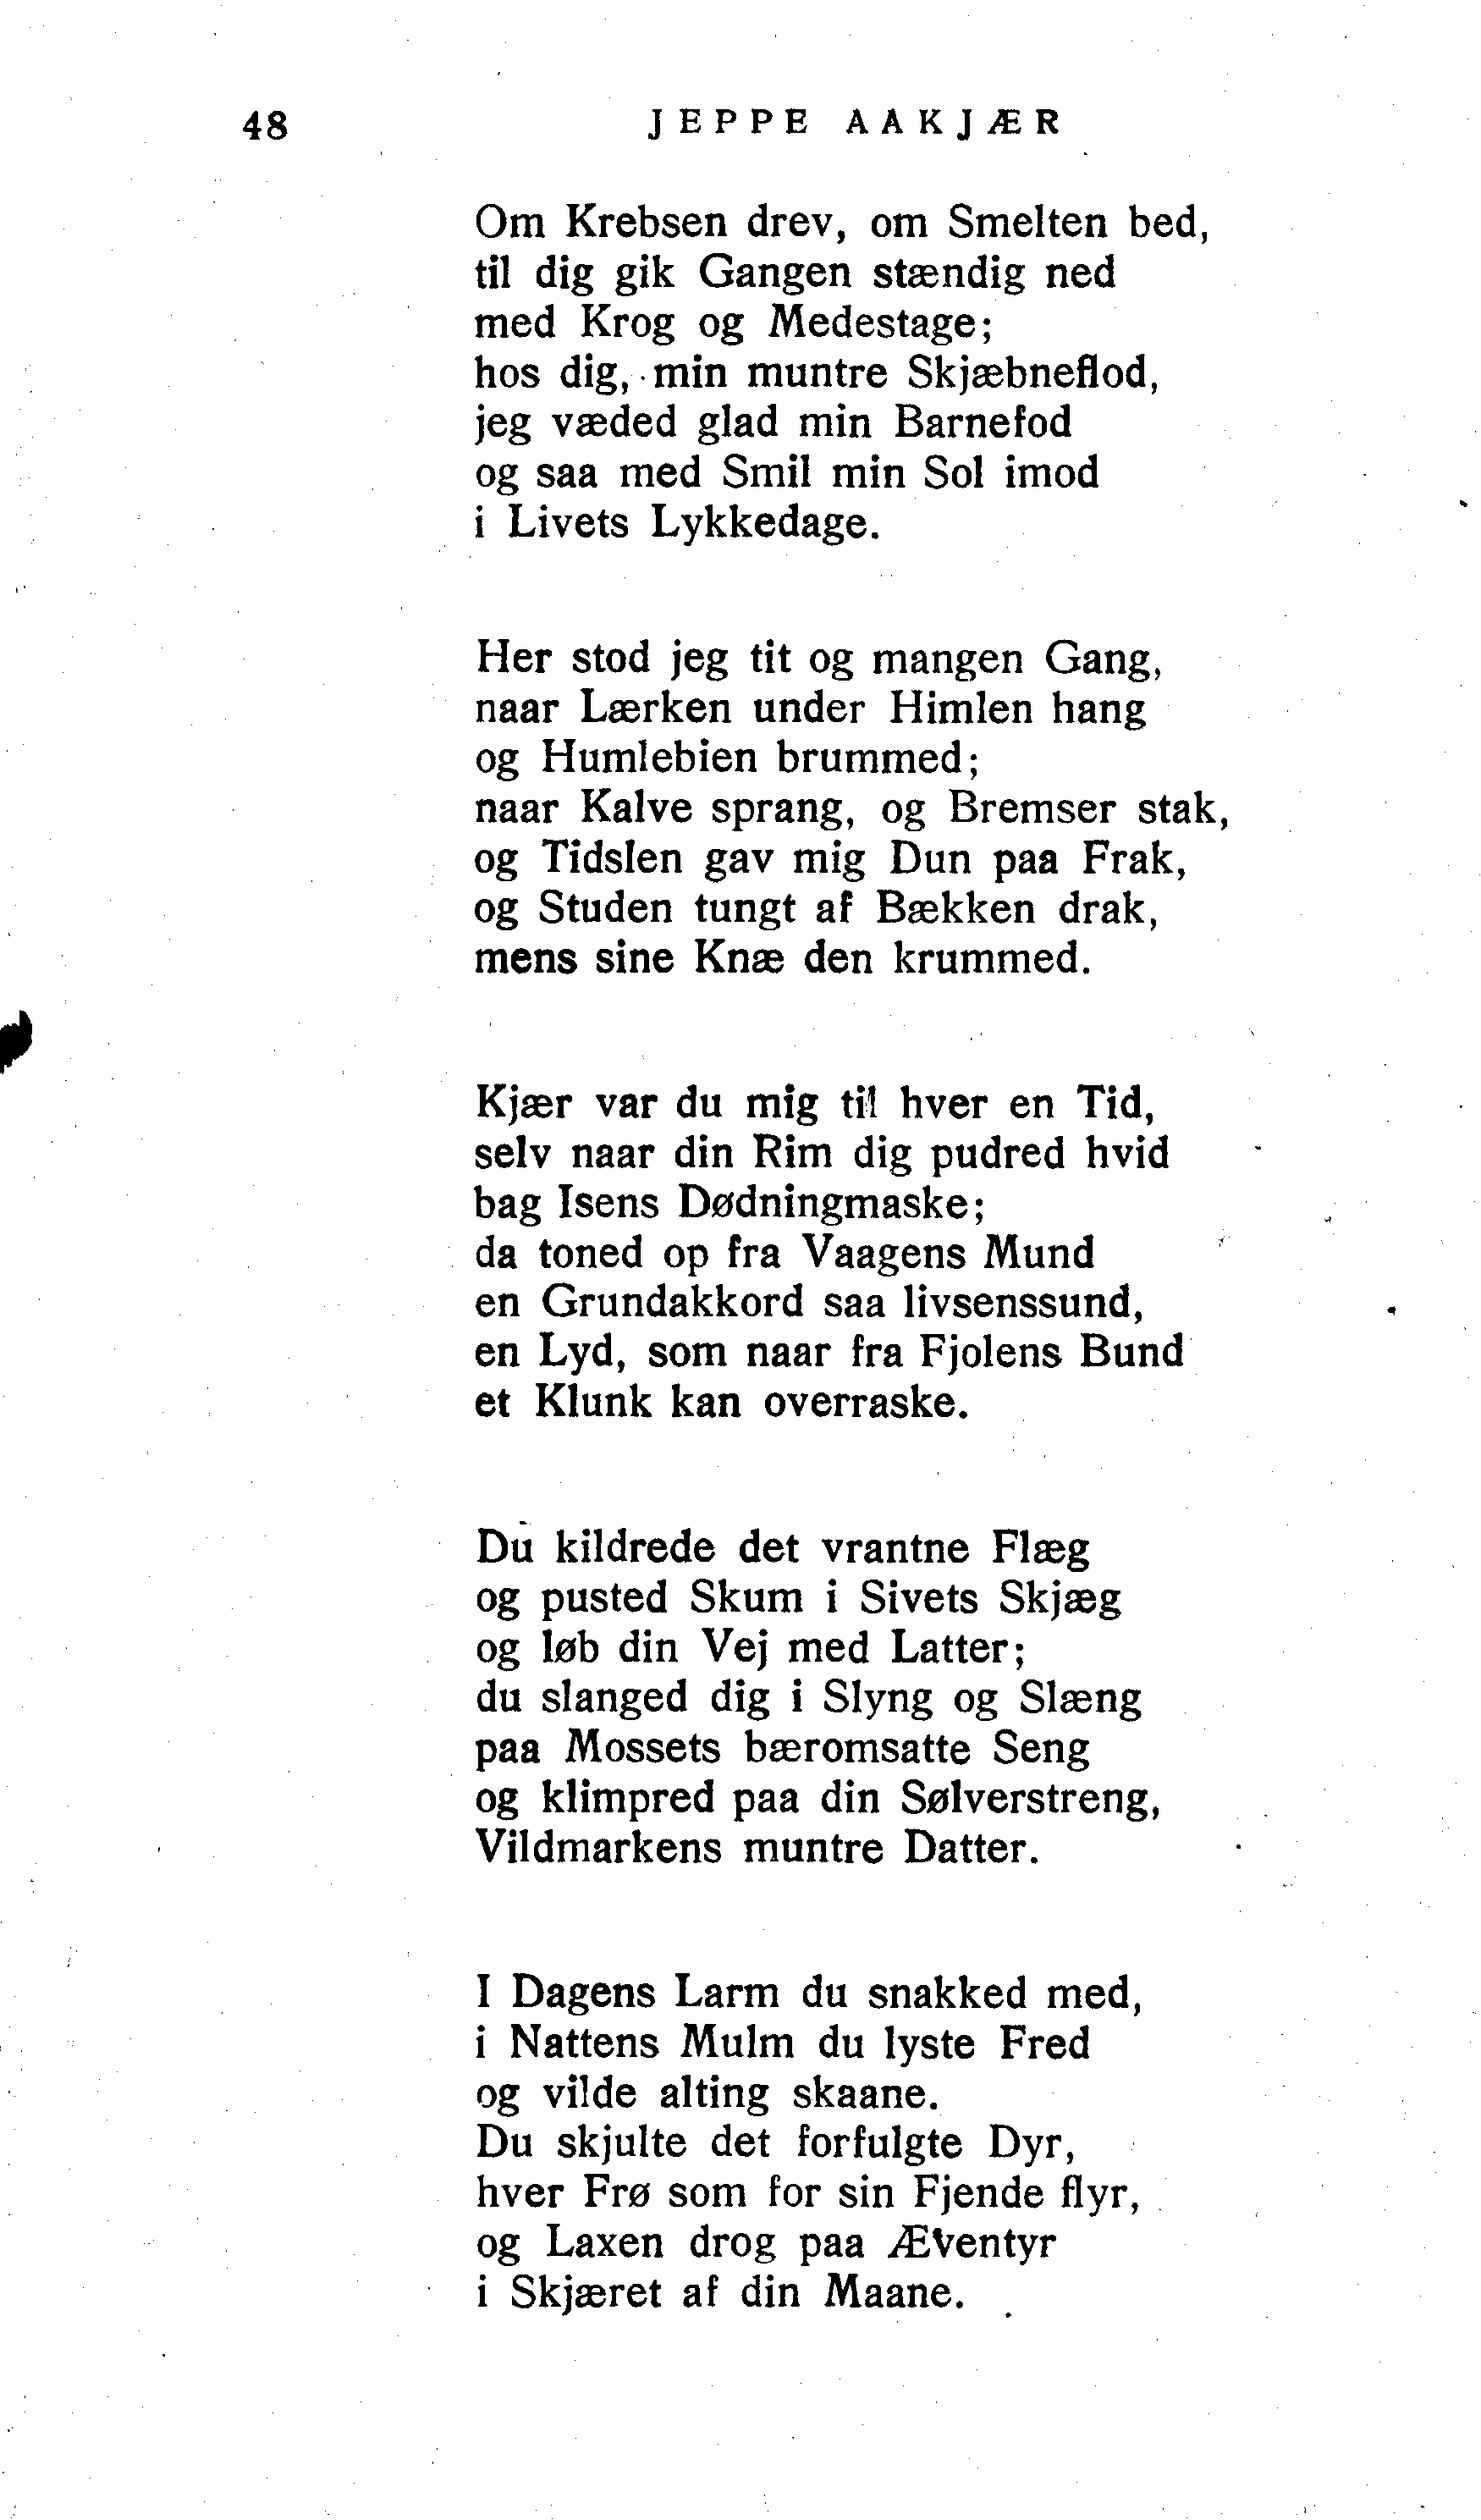 48 JEPPE AAKJÆR
Om Krebsen drev, om Smelten bed,
til dig gik Gangen stændig ned
med Krog og Medestage;
hos dig, min muntre Skjæbneflod,
jeg væded glad min Barnefod
og saa med Smil min Sol imod
i Livets Lykkedage.
Her stod jeg tit og mangen Gang,
naar Lærken under Himlen hang
og Humlebien brummed;
naar Kalve sprang, og Bremser stak,
og Tidslen gav mig Dun paa Frak,
og Studen tungt af Bækken drak,
mens sine Knæ den krummed.
Kjær var du mig til hver en Tid,
selv naar din Rim dig pudred hvid
bag Isens Dødningmaske;
da toned op fra Vaagens Mund
en Grundakkord saa livsenssund,
en Lyd, som naar fra Fjolens Bund
et Klunk kan overraske.
Du kildrede det vrantne Flæg
og pusted Skum i Sivets Skjæg
og løb din Vej med Latter;
du slanged dig i Slyng og Slæng
paa Mossets bæromsatte Seng
og klimpred paa din Sølverstreng,
Vildmarkens muntre Datter.
I Dagens Larm du snakked med,
i Nattens Mulm du lyste Fred
og vilde alting skaane.
Du skjulte det forfulgte Dyr,
hver Frø som for sin Fjende flyr,
og Laxen drog paa Æventyr
i Skjæret af din Maane.